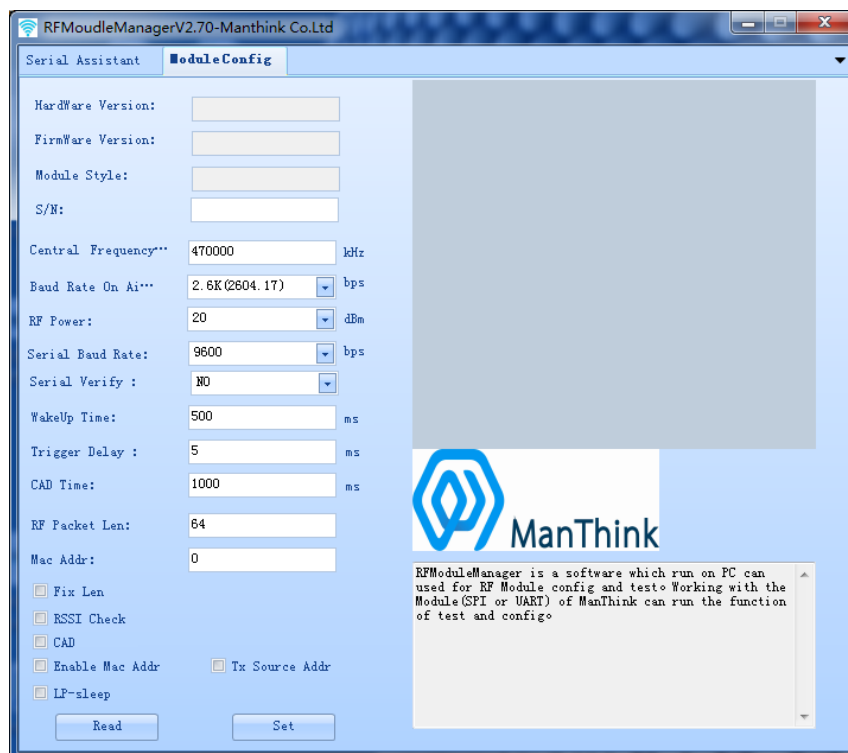 RFMoudleManagerV2.70-Manthink Co.Ltd
Serial Assistant ModuleConfig
HardWare Version:
FirmWare Version:
Module Style:
S/N:
Central Frequency··· 470000 kHz
Baud Rate On Ai··· 2.6K(2604.17) bps
RF Power: 20 dBm
Serial Baud Rate: 9600 bps
Serial Verify : NO
WakeUp Time: 500 ms
Trigger Delay : 5 ms
CAD Time: 1000 ms
RF Packet Len: 64
Mac Addr: 0
Fix Len
RSSI Check
CAD
Enable Mac Addr Tx Source Addr
LP-sleep
Read Set
ManThink
RFModuleManager is a software which run on PC can
used for RF Module config and test。Working with the
Module(SPI or UART) of ManThink can run the function
of test and config。